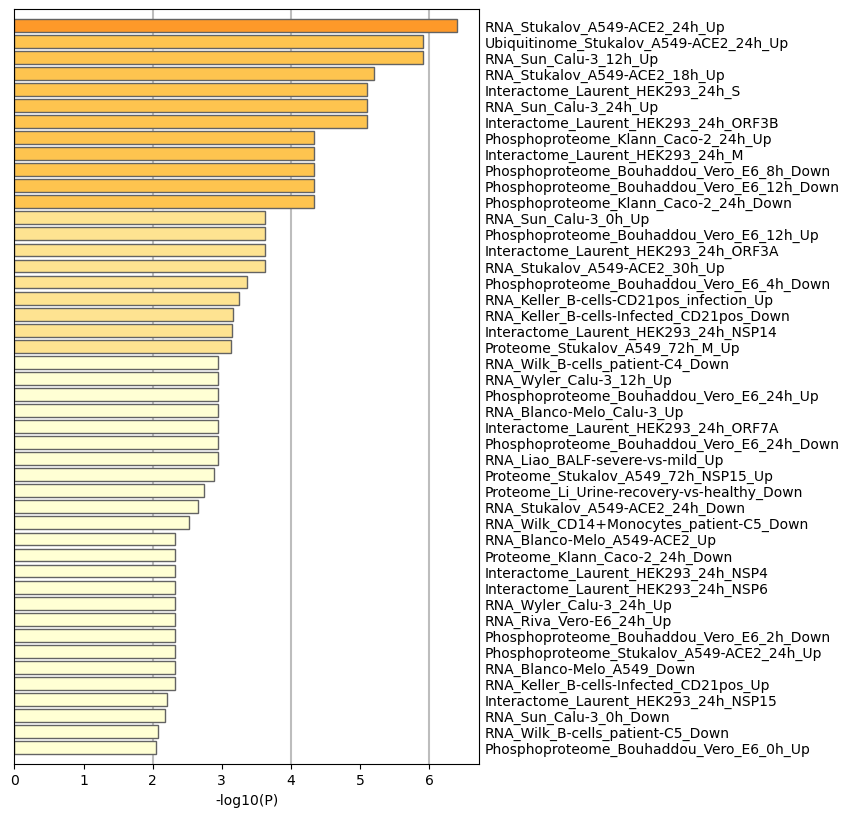 RNA_Stukalov_A549-ACE2_24h_Up
Ubiquitinome_Stukalov_A549-ACE2_24h_Up
RNA_Sun_Calu-3_12h_Up
RNA_Stukalov_A549-ACE2_18h_Up
Interactome_Laurent_HEK293_24h_S
RNA_Sun_Calu-3_24h_Up
Interactome_Laurent_HEK293_24h_ORF3B
Phosphoproteome_Klann_Caco-2_24h_Up
Interactome_Laurent_HEK293_24h_M
Phosphoproteome_Bouhaddou_Vero_E6_8h_Down
Phosphoproteome_Bouhaddou_Vero_E6_12h_Down
Phosphoproteome_Klann_Caco-2_24h_Down
RNA_Sun_Calu-3_0h_Up
Phosphoproteome_Bouhaddou_Vero_E6_12h_Up
Interactome_Laurent_HEK293_24h_ORF3A
RNA_Stukalov_A549-ACE2_30h_Up
Phosphoproteome_Bouhaddou_Vero_E6_4h_Down
RNA_Keller_B-cells-CD21pos_infection_Up
RNA_Keller_B-cells-Infected_CD21pos_Down
Interactome_Laurent_HEK293_24h_NSP14
Proteome_Stukalov_A549_72h_M_Up
RNA_Wilk_B-cells_patient-C4_Down
RNA_Wyler_Calu-3_12h_Up
Phosphoproteome_Bouhaddou_Vero_E6_24h_Up
RNA_Blanco-Melo_Calu-3_Up
Interactome_Laurent_HEK293_24h_ORF7A
Phosphoproteome_Bouhaddou_Vero_E6_24h_Down
RNA_Liao_BALF-severe-vs-mild_Up
Proteome_Stukalov_A549_72h_NSP15_Up
Proteome_Li_Urine-recovery-vs-healthy_Down
RNA_Stukalov_A549-ACE2_24h_Down
RNA_Wilk_CD14+Monocytes_patient-C5_Down
RNA_Blanco-Melo_A549-ACE2_Up
Proteome_Klann_Caco-2_24h_Down
Interactome_Laurent_HEK293_24h_NSP4
Interactome_Laurent_HEK293_24h_NSP6
RNA_Wyler_Calu-3_24h_Up
RNA_Riva_Vero-E6_24h_Up
Phosphoproteome_Bouhaddou_Vero_E6_2h_Down
Phosphoproteome_Stukalov_A549-ACE2_24h_Up
RNA_Blanco-Melo_A549_Down
RNA_Keller_B-cells-Infected_CD21pos_Up
Interactome_Laurent_HEK293_24h_NSP15
RNA_Sun_Calu-3_0h_Down
RNA_Wilk_B-cells_patient-C5_Down
Phosphoproteome_Bouhaddou_Vero_E6_0h_Up
0 1 2 3 4 5 6
-log10(P)